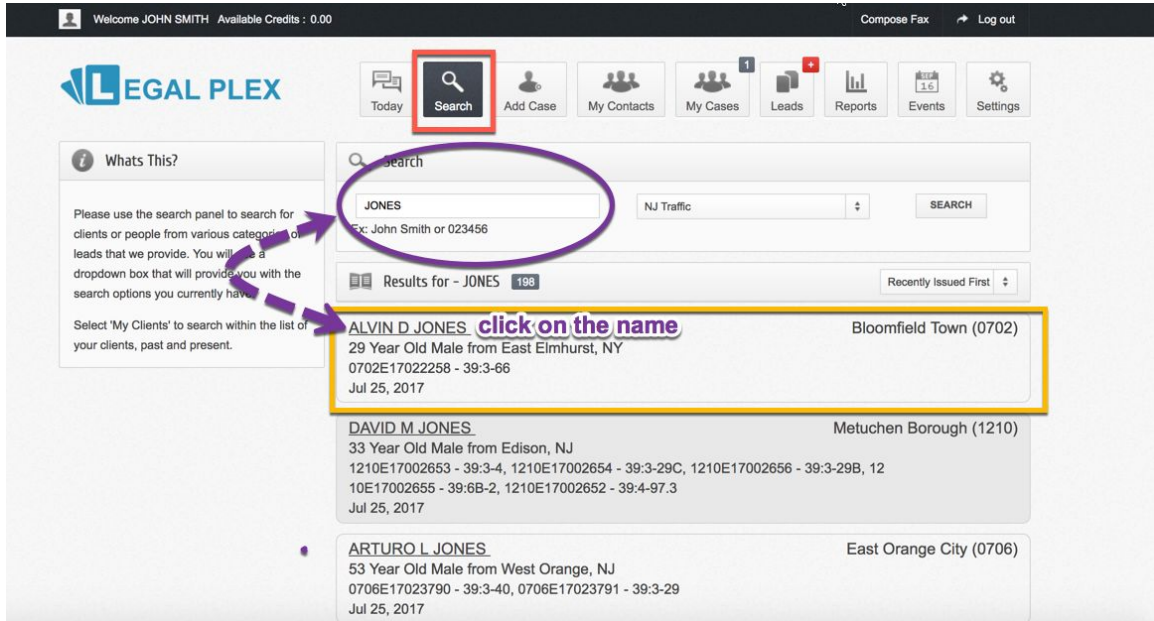 Welcome JOHN SMITH Available Credits : 0.00
Compose Fax
Log out
LEGAL PLEX
Today
Search
Add Case
My Contacts
1
My Cases
+
Leads
Reports
SEP
16
Events
Settings
i
Whats This?
Please use the search panel to search for
clients or people from various categories of
leads that we provide. You will a
dropdown box that will provide you with the
search options you currently have
Select 'My Clients' to search within the list of
your clients, past and present.
Search
JONES
NJ Traffic
SEARCH
Ex: John Smith or 023456
Results for - JONES 198
Recently Issued First
ALVIN D JONES click on the name
Bloomfield Town (0702)
29 Year Old Male from East Elmhurst, NY
0702E17022258 - 39:3-66
Jul 25, 2017
DAVID M JONES
Metuchen Borough (1210)
33 Year Old Male from Edison, NJ
1210E17002653 - 39:3-4, 1210E17002654 - 39:3-29C, 1210E17002656 - 39:3-29B, 12
10E17002655 - 39:6B-2, 1210E17002652 - 39:4-97.3
Jul 25, 2017
ARTURO L JONES
East Orange City (0706)
53 Year Old Male from West Orange, NJ
0706E17023790 - 39:3-40, 0706E17023791 - 39:3-29
Jul 25, 2017